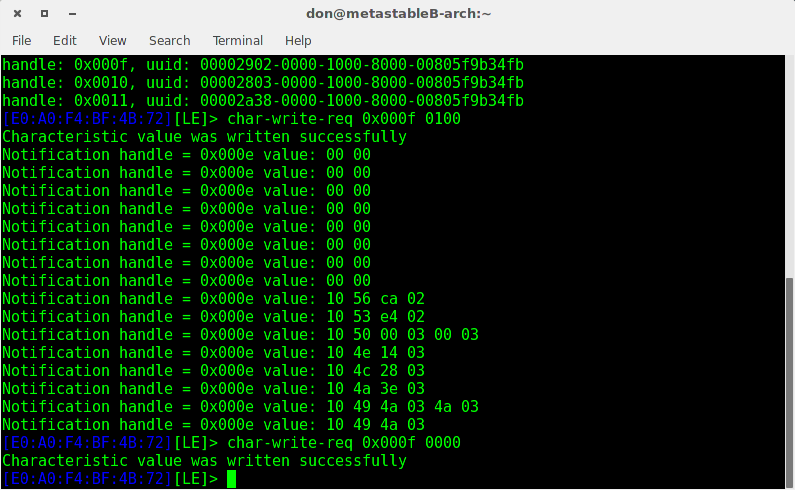 don@metastableB-arch:~
File Edit View Search Terminal Help
handle: 0x000f, uuid: 00002902-0000-1000-8000-00805f9b34fb
handle: 0x0010, uuid: 00002803-0000-1000-8000-00805f9b34fb
handle: 0x0011, uuid: 00002a38-0000-1000-8000-00805f9b34fb
[E0:A0:F4:BF:4B:72][LE]> char-write-req 0x000f 0100
Characteristic value was written successfully
Notification handle = 0x000e value: 00 00
Notification handle = 0x000e value: 00 00
Notification handle = 0x000e value: 00 00
Notification handle = 0x000e value: 00 00
Notification handle = 0x000e value: 00 00
Notification handle = 0x000e value: 00 00
Notification handle = 0x000e value: 00 00
Notification handle = 0x000e value: 00 00
Notification handle = 0x000e value: 10 56 ca 02
Notification handle = 0x000e value: 10 53 e4 02
Notification handle = 0x000e value: 10 50 00 03 00 03
Notification handle = 0x000e value: 10 4e 14 03
Notification handle = 0x000e value: 10 4c 28 03
Notification handle = 0x000e value: 10 4a 3e 03
Notification handle = 0x000e value: 10 49 4a 03 4a 03
Notification handle = 0x000e value: 10 49 4a 03
[E0:A0:F4:BF:4B:72][LE]> char-write-req 0x000f 0000
Characteristic value was written successfully
[E0:A0:F4:BF:4B:72][LE]>